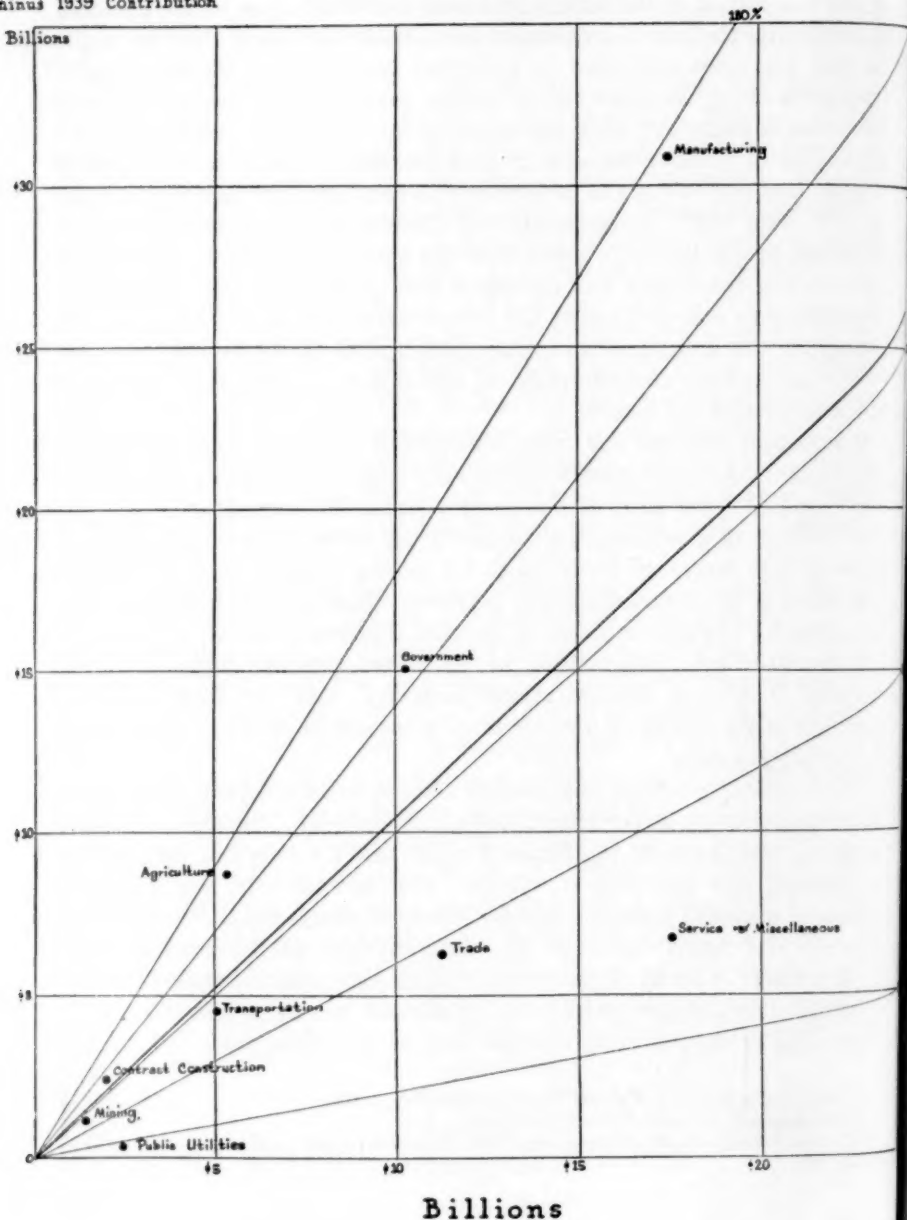 minus 1939 Contribution
Billions
180%
Manufacturing
+30
+25
+20
Government
+15
+10
Agriculture
Service and Miscellaneous
Trade
+5
Transportation
Contract Construction
Mining.
Public Utilities
0
+5
+10
+15
+20
Billions